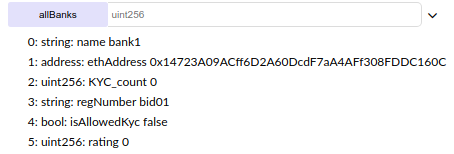 allBanks uint256
0: string: name bank1
1: address: ethAddress 0x14723A09ACff6D2A60DcdF7aA4AFf308FDDC160C
2: uint256: KYC_count 0
3: string: regNumber bid01
4: bool: isAllowedKyc false
5: uint256: rating 0